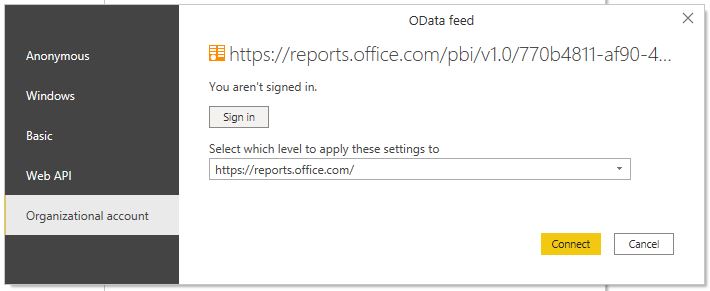 OData feed
Anonymous
Windows
Basic
Web API
Organizational account
https://reports.office.com/pbi/v1.0/770b4811-af90-4...
You aren't signed in.
Sign in
Select which level to apply these settings to
https://reports.office.com/
Connect
Cancel